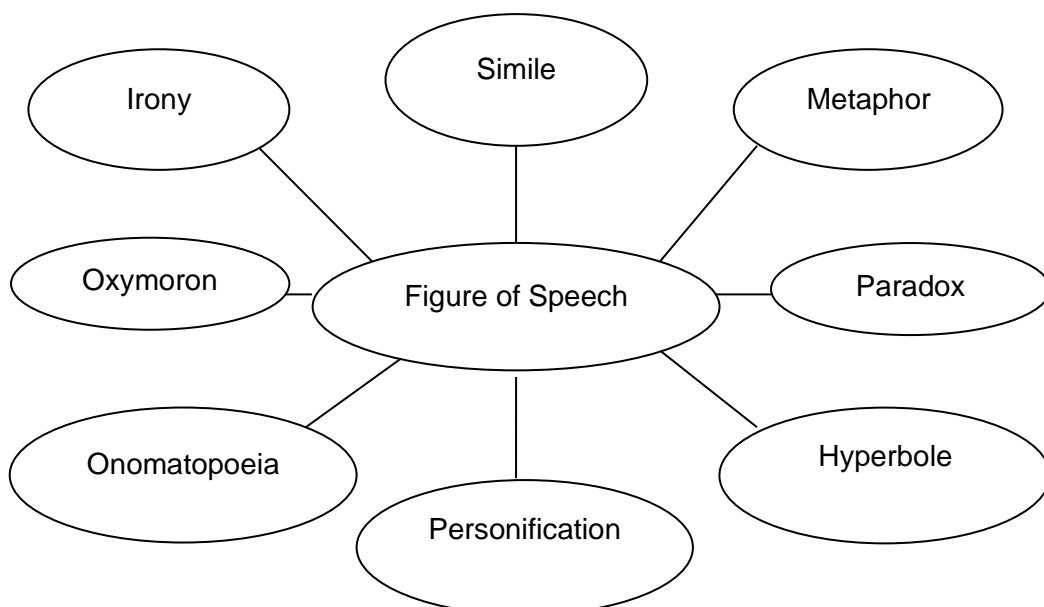 Simile
Irony
Metaphor
Oxymoron
Figure of Speech
Paradox
Onomatopoeia
Hyperbole
Personification